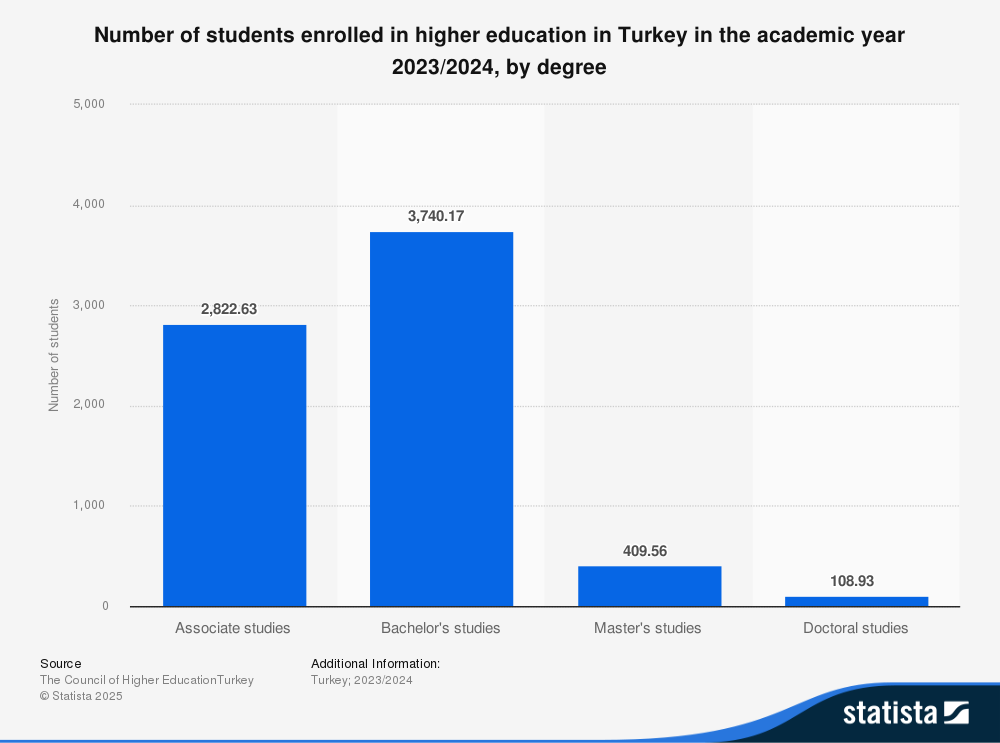 Number of students enrolled in higher education in Turkey in the academic year
2023/2024, by degree
5,000
4,000
3,000
2,000
1,000
0
Number of students
2,822.63
3,740.17
409.56
108.93
Associate studies
Bachelor's studies
Master's studies
Doctoral studies
Source
The Council of Higher EducationTurkey
© Statista 2025
Additional Information:
Turkey; 2023/2024
statista